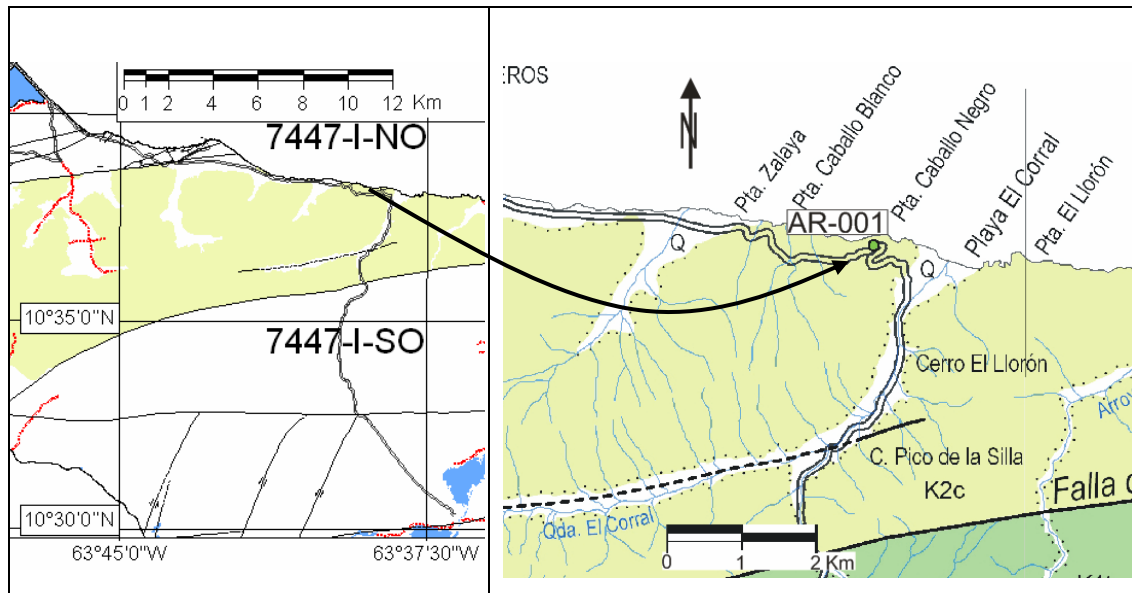 0 1 2 4 6 8 10 12 Km
7447-I-NO
10°35'0"N
7447-I-SO
10°30'0"N
63°45'0"W
63°37'30"W
EROS
N
Pta. Zalaya
Pta. Caballo Blanco
Pta. Caballo Negro
Playa El Corral
Pta. El Llorón
AR-001
Q
Q
Cerro El Llorón
Arroy
C. Pico de la Silla
K2c
Falla d
Qda. El Corral
0 1 2 Km